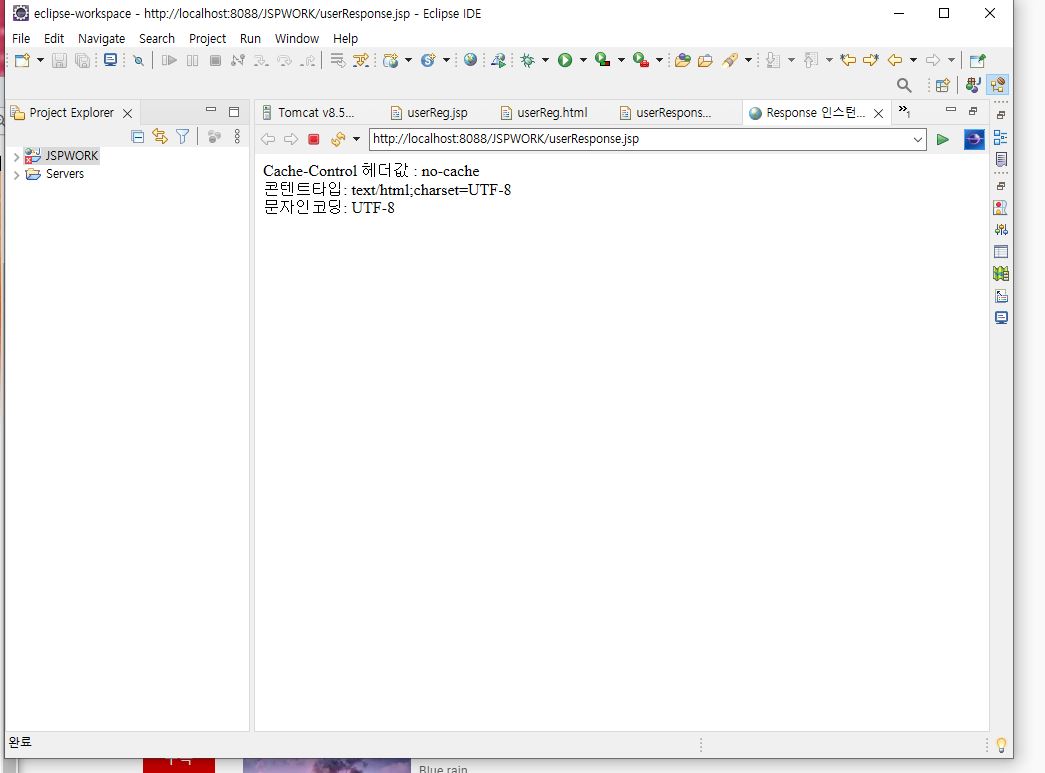 eclipse-workspace - http://localhost:8088/JSPWORK/userResponse.jsp - Eclipse IDE
File Edit Navigate Search Project Run Window Help
Project Explorer
Tomcat v8.5... userReg.jsp userReg.html userRespons... Response 인스턴... »1
http://localhost:8088/JSPWORK/userResponse.jsp
JSPWORK
Servers
Cache-Control 헤더값 : no-cache
콘텐트타입: text/html;charset=UTF-8
문자인코딩: UTF-8
완료
Blue rain